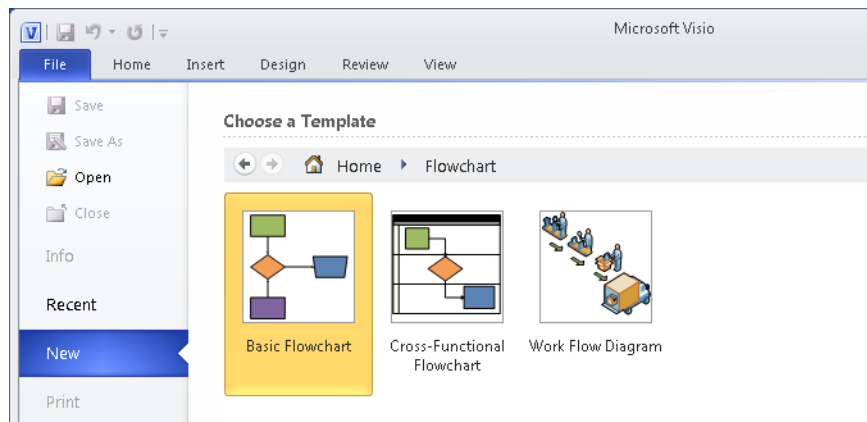 V
Microsoft Visio
File Home Insert Design Review View
Save
Save As
Open
Close
Info
Recent
New
Print
Choose a Template
Home Flowchart
Basic Flowchart
Cross-Functional
Flowchart
Work Flow Diagram